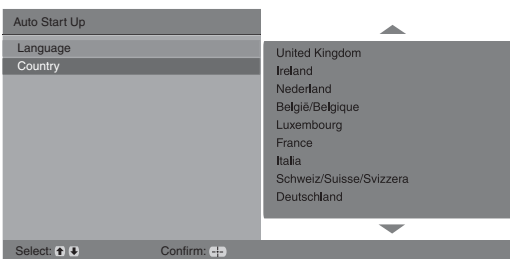 Auto Start Up
Language
Country
United Kingdom
Ireland
Nederland
België/Belgique
Luxembourg
France
Italia
Schweiz/Suisse/Svizzera
Deutschland
Select:
Confirm: